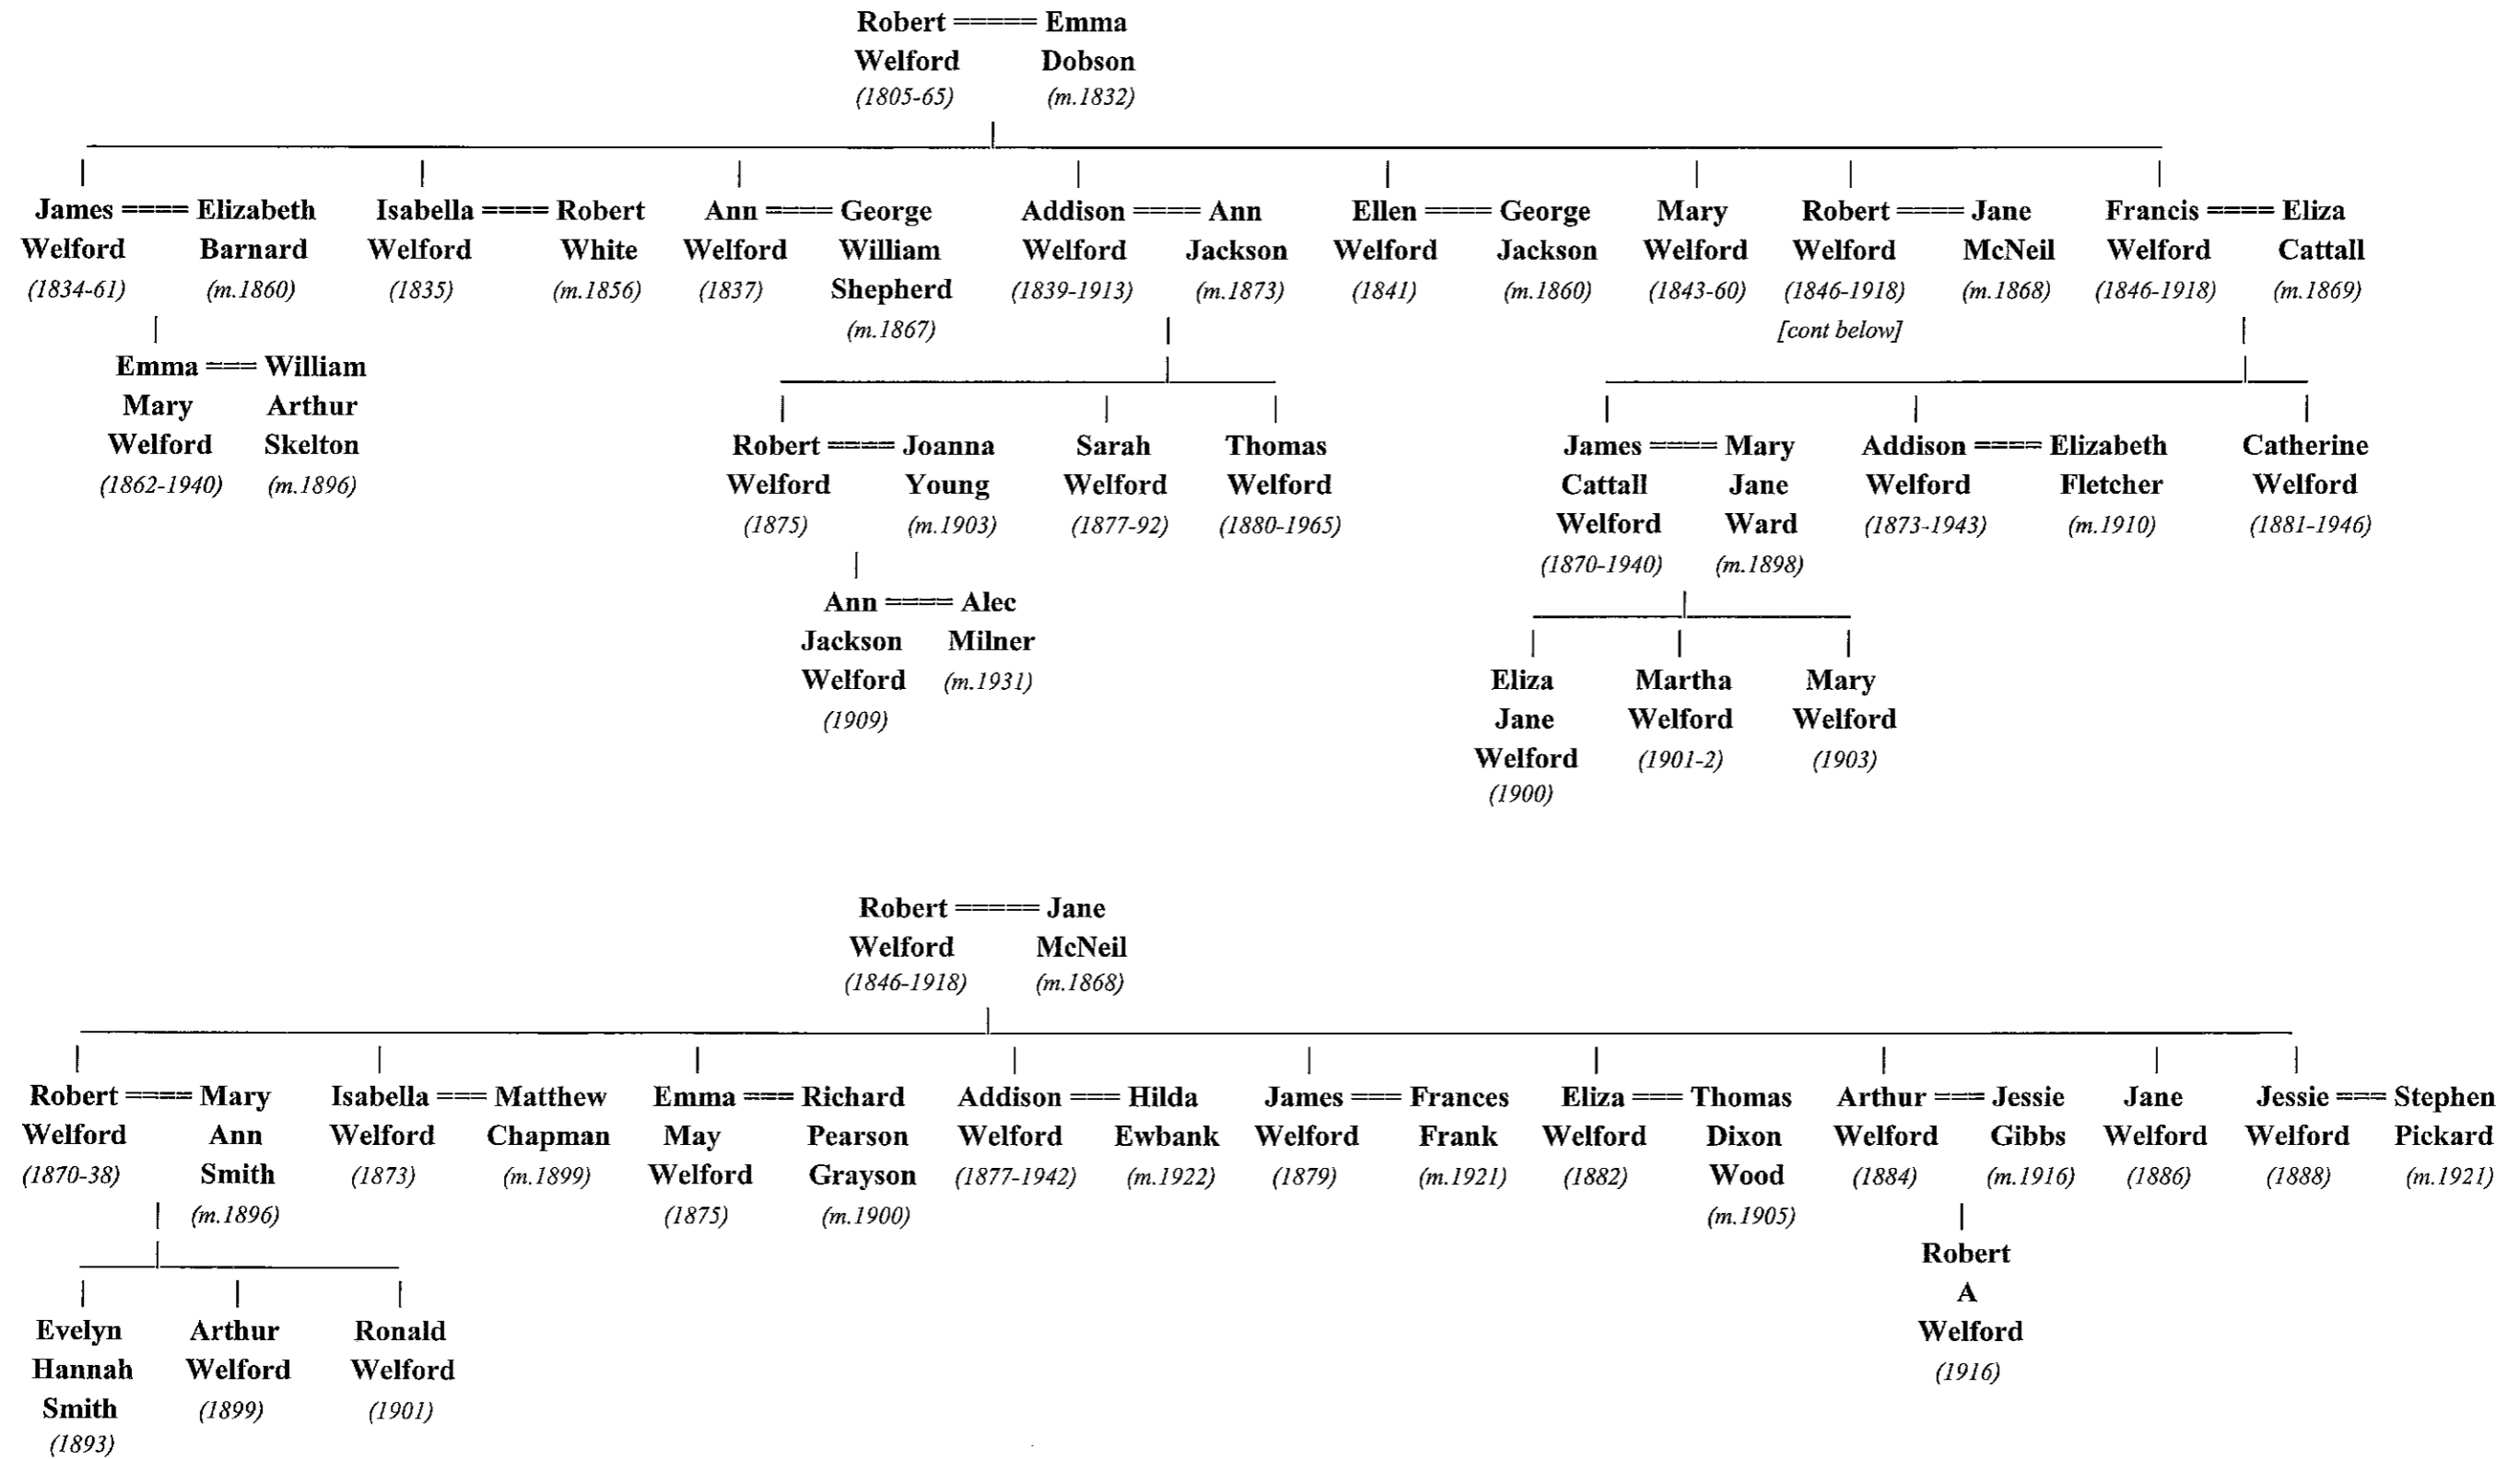 Robert ===== Emma
Welford Dobson
(1805-65) (m.1832)
James ==== Elizabeth Isabella ==== Robert Ann ==== George Addison ==== Ann Ellen ==== George Mary Robert ==== Jane Francis ==== Eliza
Welford Barnard Welford White Welford William Welford Jackson Welford Jackson Welford Welford McNeil Welford Cattall
(1834-61) (m.1860) (1835) (m.1856) (1837) Shepherd (1839-1913) (m.1873) (1841) (m.1860) (1843-60) (1846-1918) (m.1868) (1846-1918) (m.1869)
(m.1867) [cont below]
Emma === William
Mary Arthur
Welford Skelton
(1862-1940) (m.1896)
Robert ==== Joanna Sarah Thomas James ==== Mary Addison ==== Elizabeth Catherine
Welford Young Welford Welford Cattall Jane Welford Fletcher Welford
(1875) (m.1903) (1877-92) (1880-1965) Welford Ward (1873-1943) (m.1910) (1881-1946)
(1870-1940) (m.1898)
Ann ==== Alec
Jackson Milner
Welford (m.1931)
(1909)
Eliza Martha Mary
Jane Welford Welford
Welford (1901-2) (1903)
(1900)
Robert ===== Jane
Welford McNeil
(1846-1918) (m.1868)
Robert ==== Mary Isabella === Matthew Emma === Richard Addison === Hilda James === Frances Eliza === Thomas Arthur === Jessie Jane Jessie === Stephen
Welford Ann Welford Chapman May Pearson Welford Ewbank Welford Frank Welford Dixon Welford Gibbs Welford Welford Pickard
(1870-38) Smith (1873) (m.1899) Welford Grayson (1877-1942) (m.1922) (1879) (m.1921) (1882) Wood (1884) (m.1916) (1886) (1888) (m.1921)
(m.1896) (1875) (m.1900) (m.1905)
Robert
A
Welford
(1916)
Evelyn Arthur Ronald
Hannah Welford Welford
Smith (1899) (1901)
(1893)